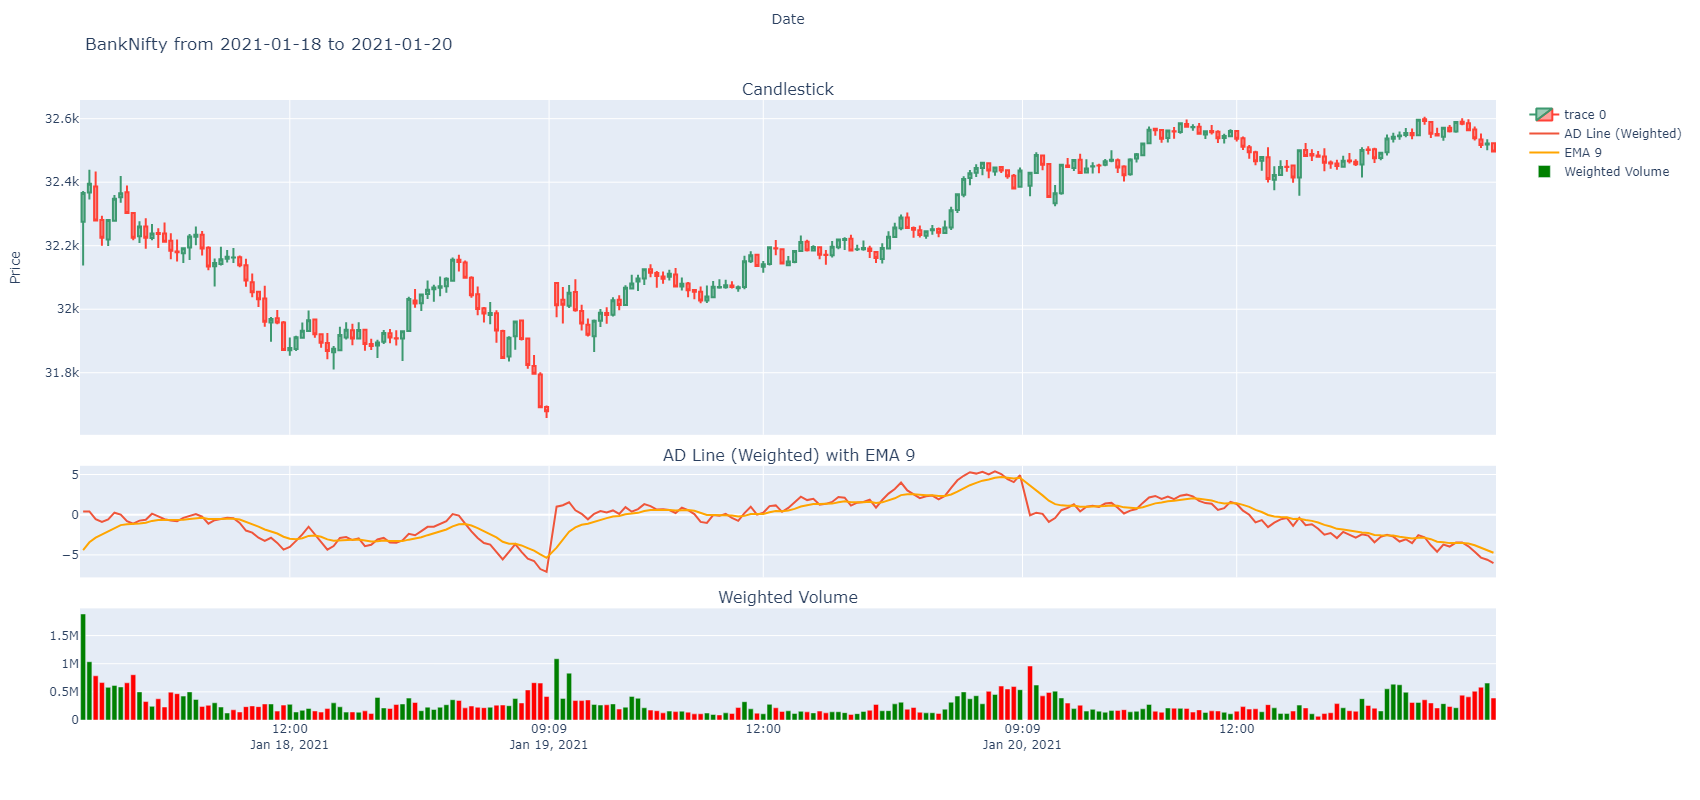 Date
BankNifty from 2021-01-18 to 2021-01-20
Candlestick
32.6k
32.4k
32.2k
32k
31.8k
Price
trace 0
AD Line (Weighted)
EMA 9
Weighted Volume
AD Line (Weighted) with EMA 9
5
0
−5
Weighted Volume
1.5M
1M
0.5M
0
12:00
Jan 18, 2021
09:09
Jan 19, 2021
12:00
09:09
Jan 20, 2021
12:00